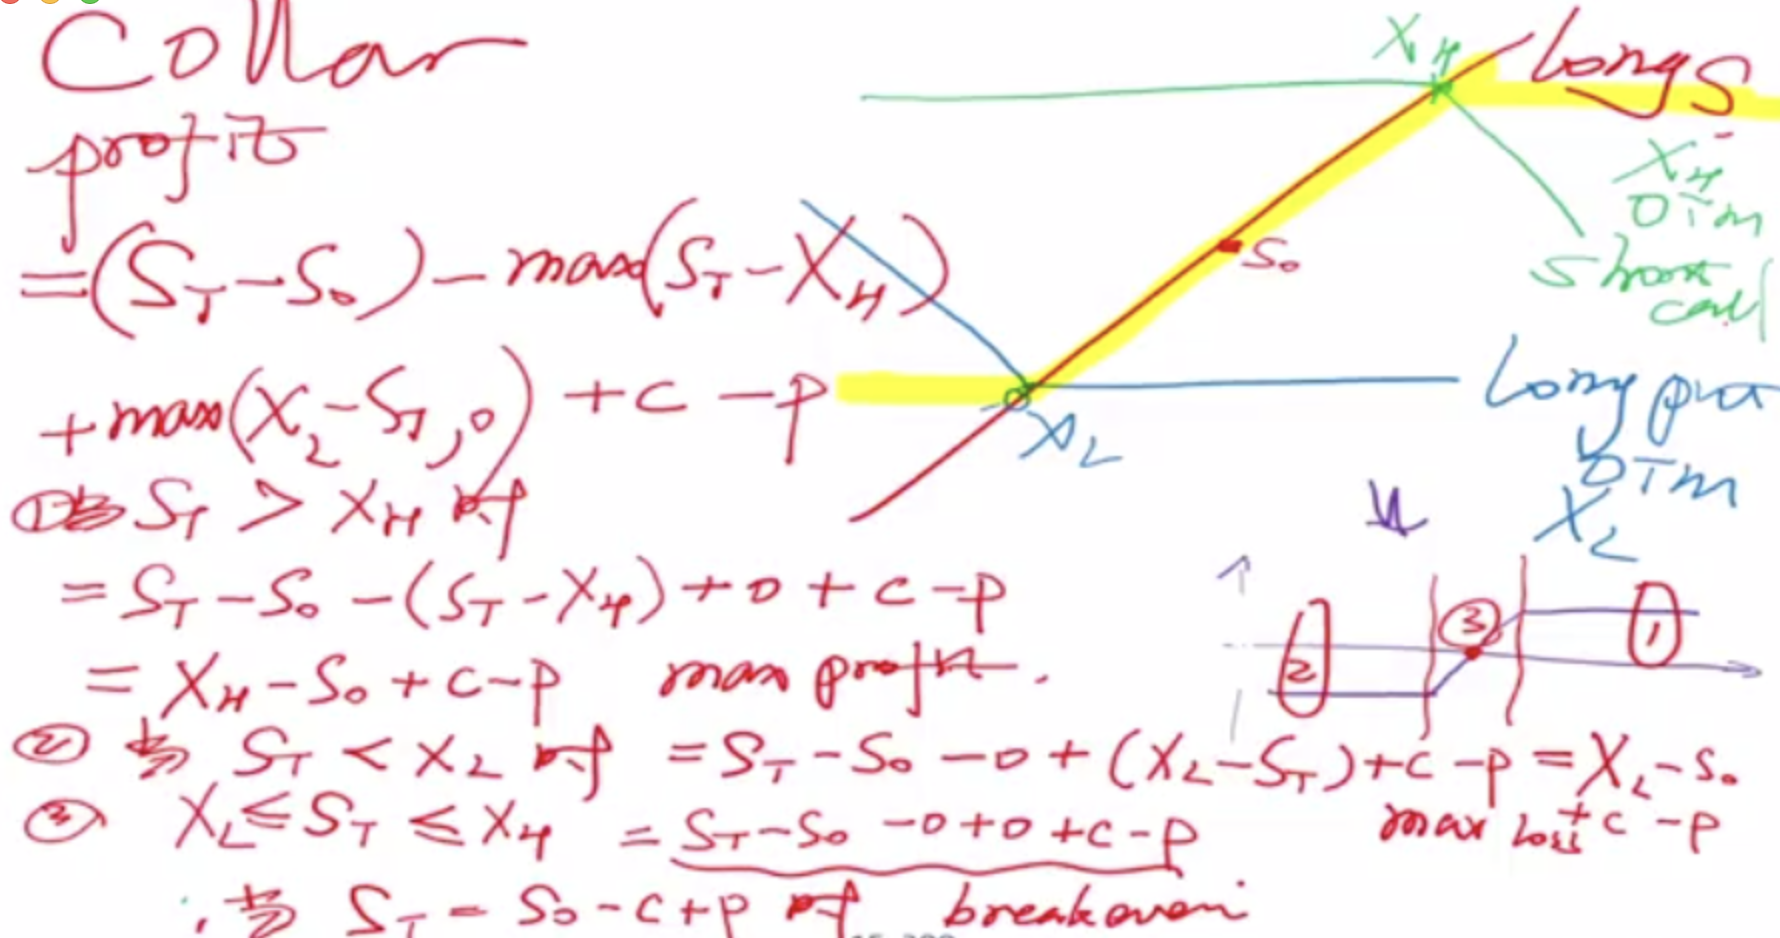 Collar
profit
= (S_T - S_0) - max(S_T - X_H)
+ max(X_L - S_T, 0) + c - p
① 当 S_T > X_H 时
= S_T - S_0 - (S_T - X_H) + 0 + c - p
= X_H - S_0 + c - p max profit.
② 当 S_T < X_L 时 = S_T - S_0 - 0 + (X_L - S_T) + c - p = X_L - S_0
+ c - p
max loss
③ X_L ≤ S_T ≤ X_H = S_T - S_0 - 0 + 0 + c - p
∴ 当 S_T = S_0 - c + p 时 breakeven
X_H
Long S
X_H
OTM
short
call
S_0
X_L
Long put
OTM
X_L
2
3
1